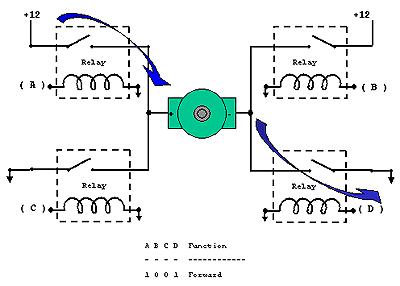 +12
+12
Relay
Relay
( A )
( B )
+
-
Relay
Relay
( C )
( D )
A B C D Function
- - - - ------------
1 0 0 1 Forward